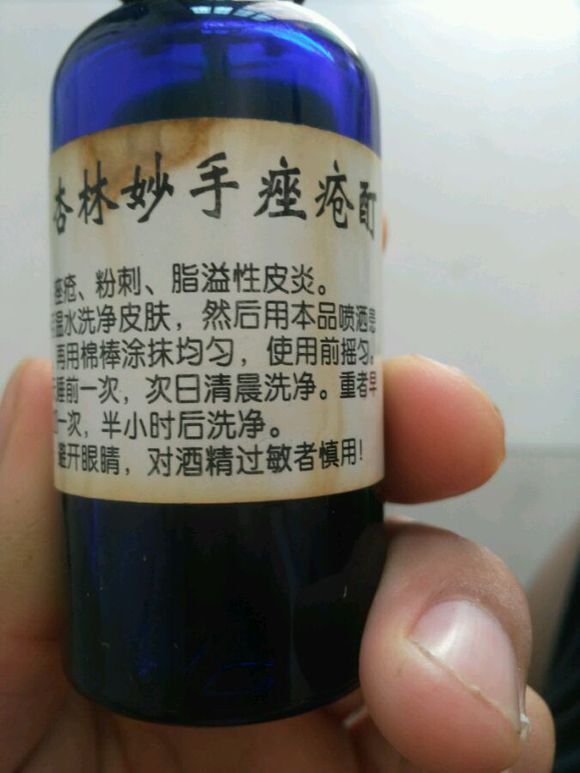 杏林妙手痤疮酊
痤疮、粉刺、脂溢性皮炎。
温水洗净皮肤，然后用本品喷洒患
再用棉棒涂抹均匀，使用前摇匀。
睡前一次，次日清晨洗净。重者早
一次，半小时后洗净。
避开眼睛，对酒精过敏者慎用！